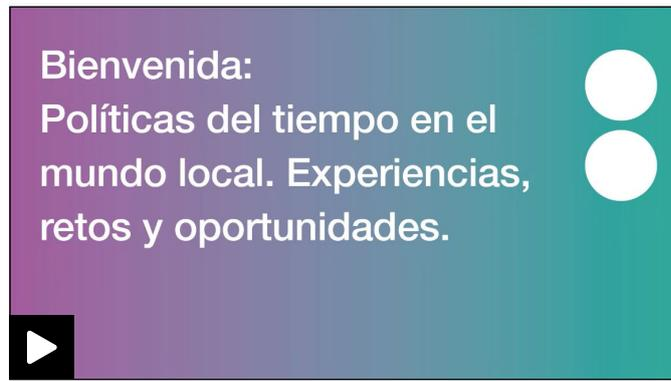 Bienvenida:
Políticas del tiempo en el
mundo local. Experiencias,
retos y oportunidades.